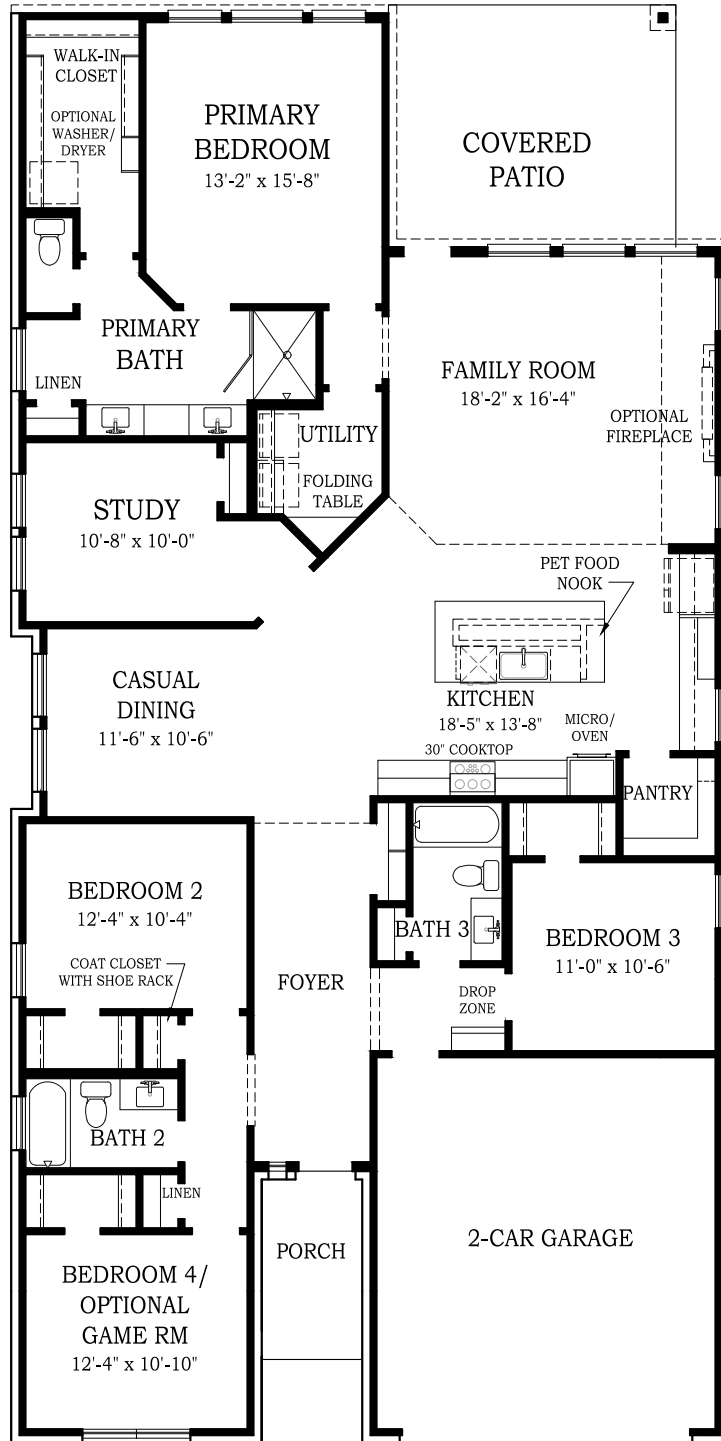 WALK-IN
CLOSET
OPTIONAL
WASHER/
DRYER
PRIMARY
BEDROOM
13'-2" x 15'-8"
COVERED
PATIO
PRIMARY
BATH
LINEN
FAMILY ROOM
18'-2" x 16'-4"
OPTIONAL
FIREPLACE
UTILITY
FOLDING
TABLE
STUDY
10'-8" x 10'-0"
PET FOOD
NOOK
CASUAL
DINING
11'-6" x 10'-6"
KITCHEN
18'-5" x 13'-8"
MICRO/
OVEN
30" COOKTOP
PANTRY
BEDROOM 2
12'-4" x 10'-4"
COAT CLOSET
WITH SHOE RACK
FOYER
BATH 3
DROP
ZONE
BEDROOM 3
11'-0" x 10'-6"
BATH 2
LINEN
PORCH
2-CAR GARAGE
BEDROOM 4/
OPTIONAL
GAME RM
12'-4" x 10'-10"